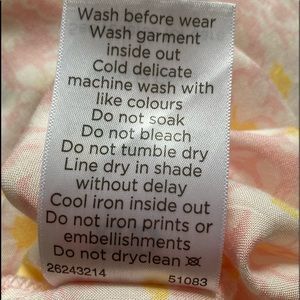 Wash before wear
Wash garment
inside out
Cold delicate
machine wash with
like colours
Do not soak
Do not bleach
Do not tumble dry
Line dry in shade
without delay
Cool iron inside out
Do not iron prints or
embellishments
Do not dryclean
26243214 51083